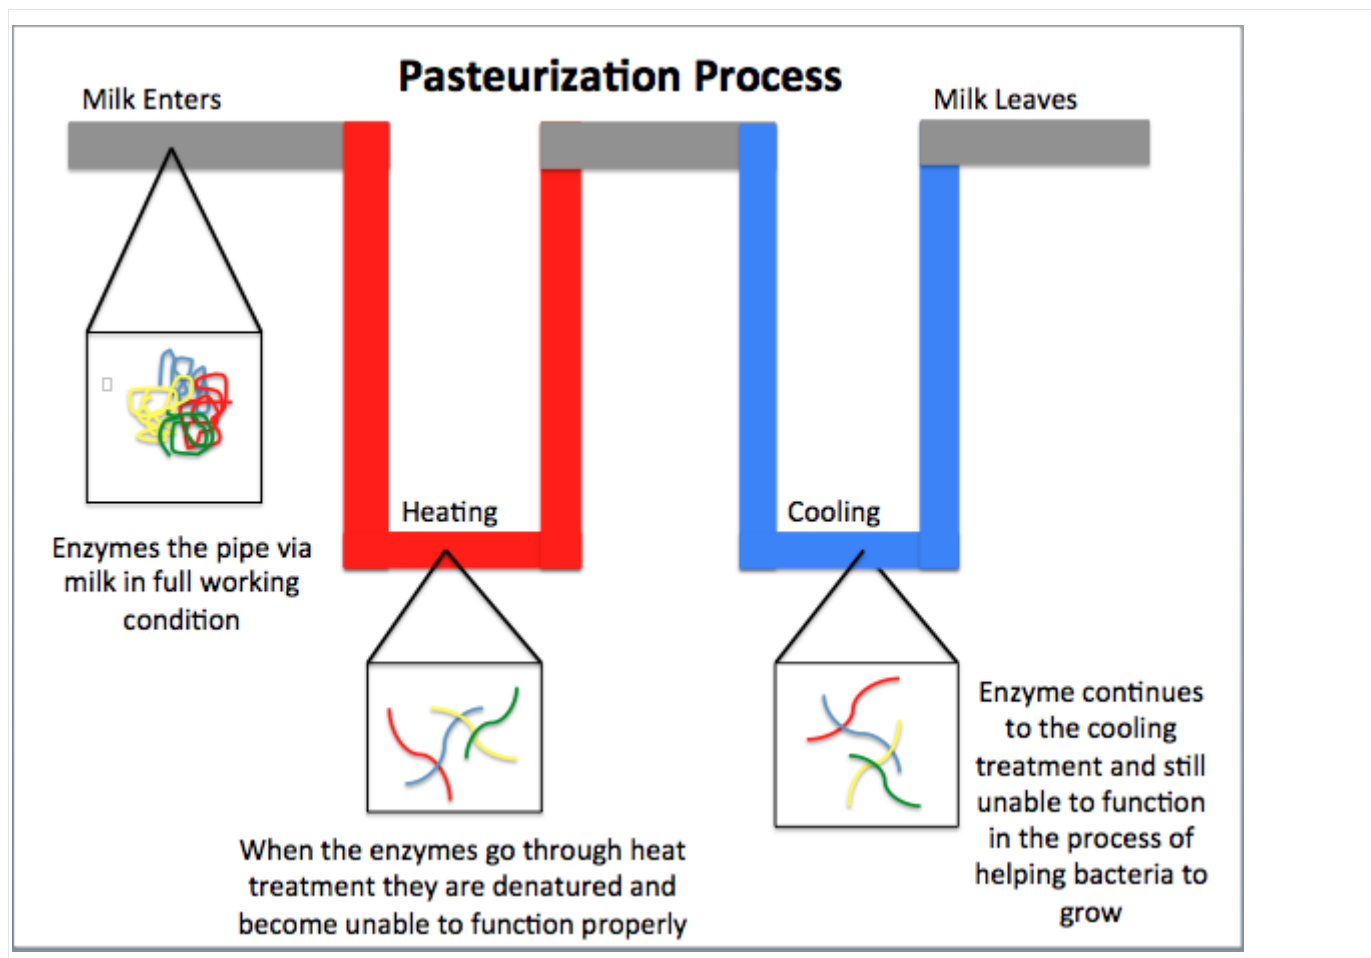 Pasteurization Process
Milk Enters
Milk Leaves
Enzymes the pipe via
milk in full working
condition
Heating
When the enzymes go through heat
treatment they are denatured and
become unable to function properly
Cooling
Enzyme continues
to the cooling
treatment and still
unable to function
in the process of
helping bacteria to
grow